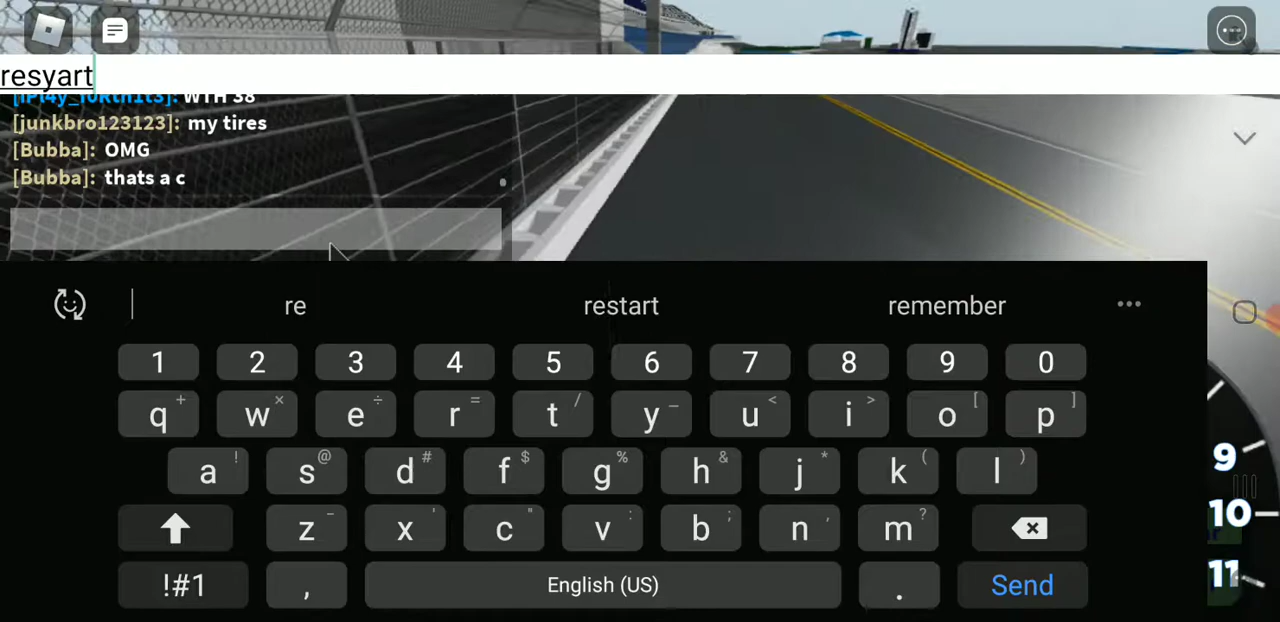 resyart
WTH 38
[junkbro123123]: my tires
[Bubba]: OMG
[Bubba]: thats a c
re restart remember
1 2 3 4 5 6 7 8 9 0
q + w × e ÷ r = t / y _ u < i > o [ p ]
a ! s @ d # f $ g % h & j * k ( l )
z - x ' c " v : b ; n , m ?
!#1 , English (US) . Send
9
10
11